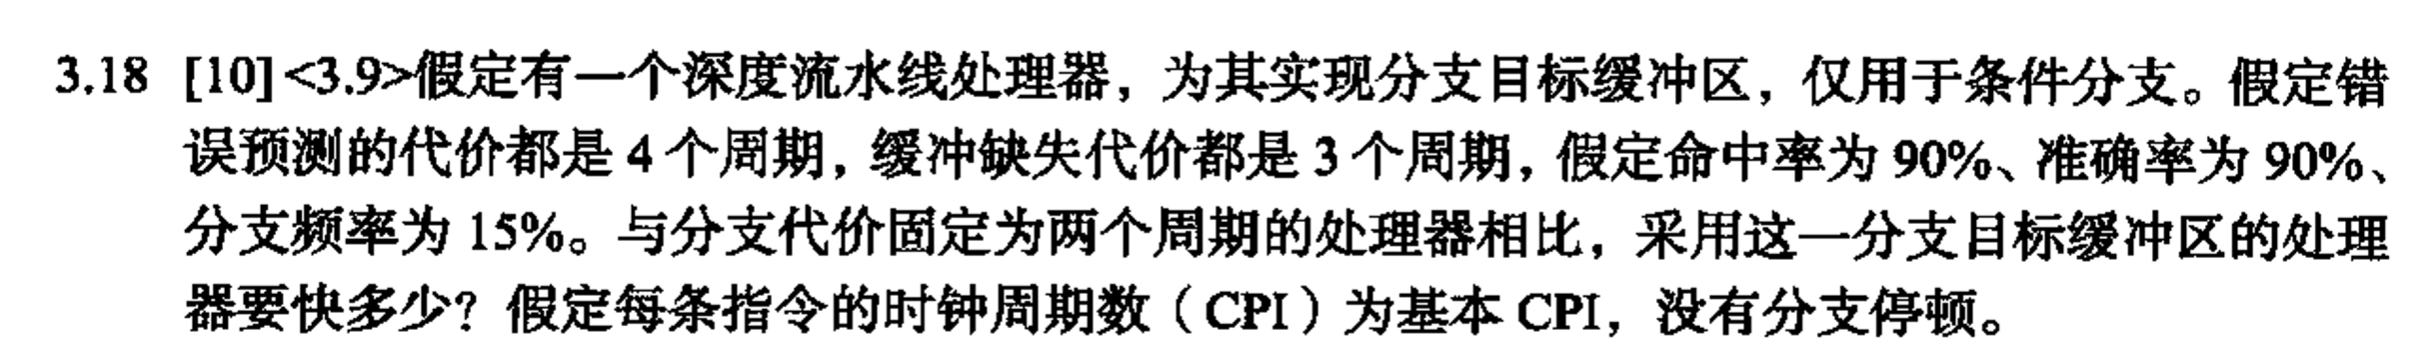 3.18 [10]<3.9>假定有一个深度流水线处理器，为其实现分支目标缓冲区，仅用于条件分支。假定错
误预测的代价都是 4 个周期，缓冲缺失代价都是 3 个周期，假定命中率为 90%、准确率为 90%、
分支频率为 15%。与分支代价固定为两个周期的处理器相比，采用这一分支目标缓冲区的处理
器要快多少？假定每条指令的时钟周期数（CPI）为基本 CPI，没有分支停顿。